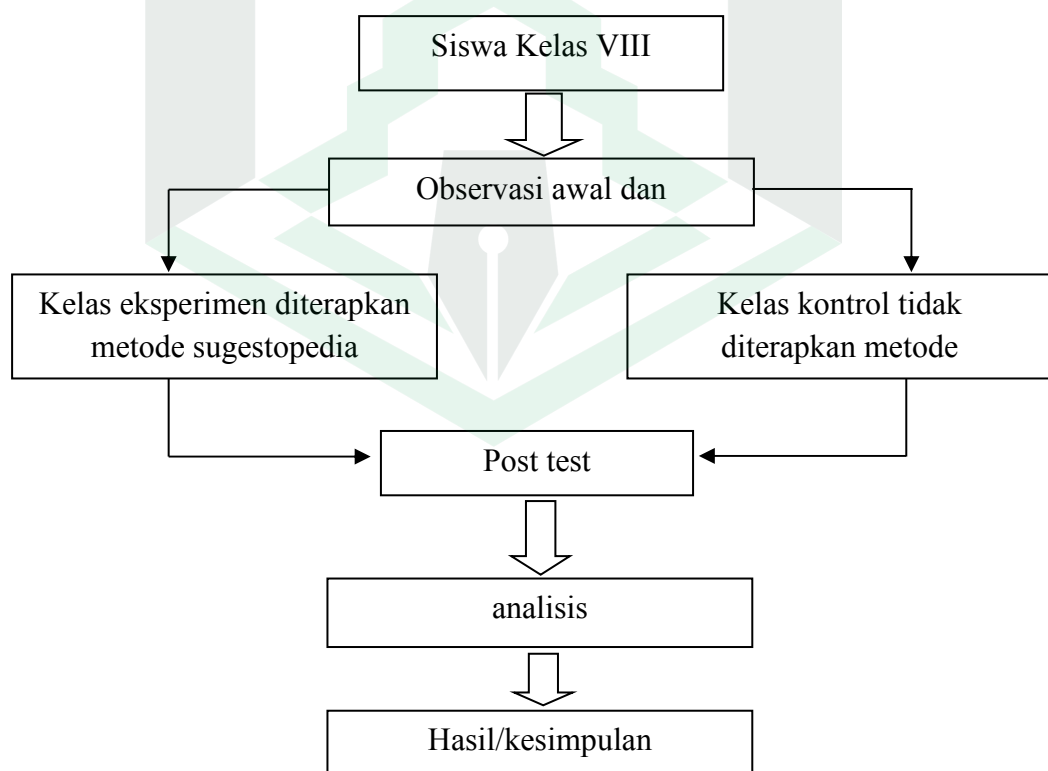 Siswa Kelas VIII
Observasi awal dan
Kelas eksperimen diterapkan
metode sugestopedia
Kelas kontrol tidak
diterapkan metode
Post test
analisis
Hasil/kesimpulan